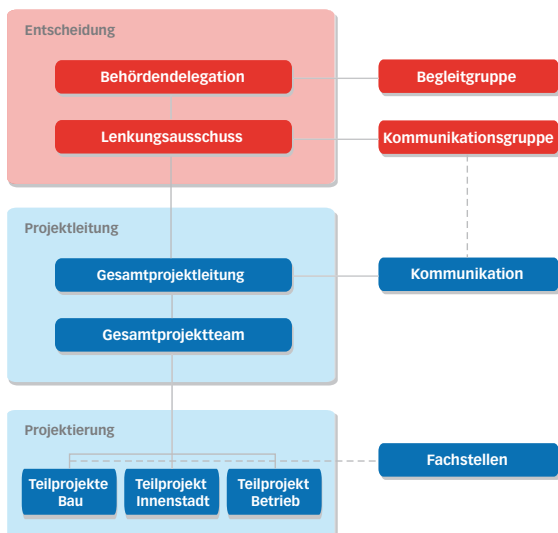 Entscheidung
Behördendelegation
Begleitgruppe
Lenkungsausschuss
Kommunikationsgruppe
Projektleitung
Gesamtprojektleitung
Kommunikation
Gesamtprojektteam
Projektierung
Fachstellen
Teilprojekte
Bau
Teilprojekt
Innenstadt
Teilprojekt
Betrieb